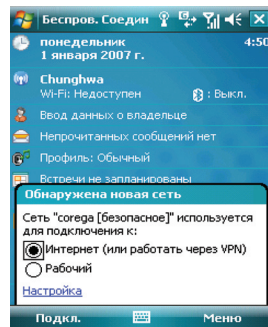 Беспров. Соедин
понедельник 4:50
1 января 2007 г.
Chunghwa
Wi-Fi: Недоступен : Выкл.
Ввод данных о владельце
Непрочитанных сообщений нет
Профиль: Обычный
Встречи не запланированы
Обнаружена новая сеть
Сеть "corega [безопасное]" используется
для подключения к:
Интернет (или работать через VPN)
Рабочий
Настройка
Подкл. Меню